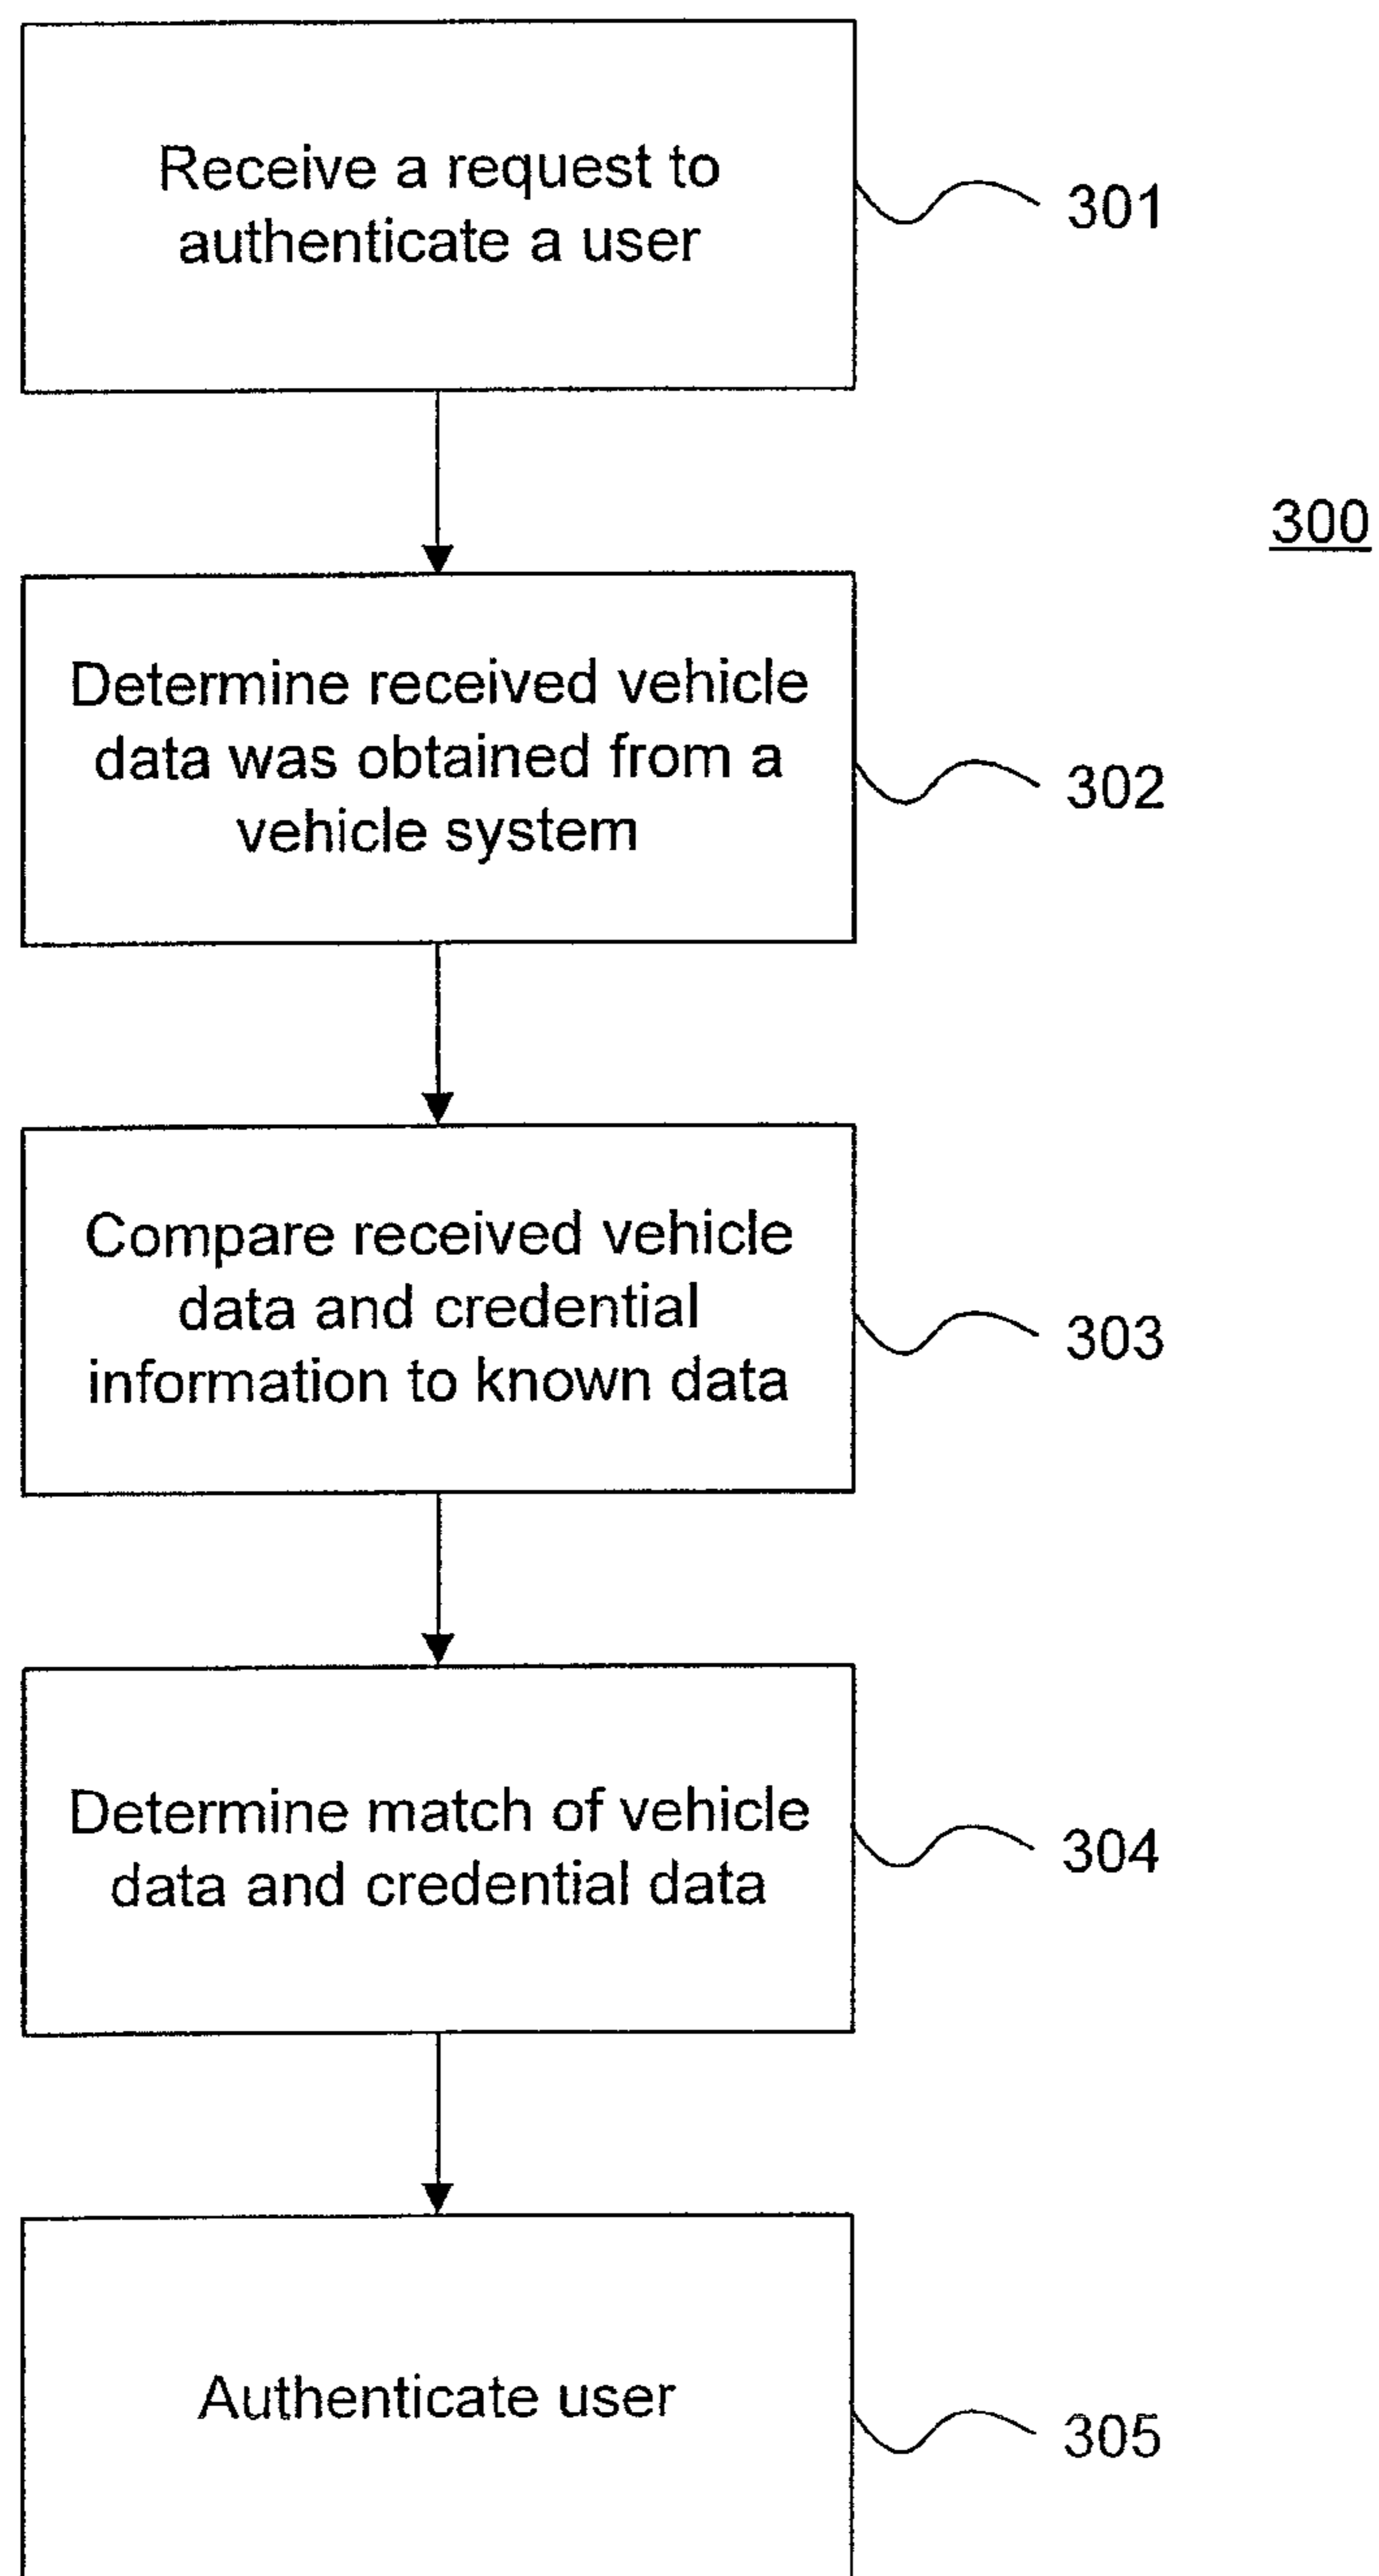 Receive a request to
authenticate a user
301
300
Determine received vehicle
data was obtained from a
vehicle system
302
Compare received vehicle
data and credential
information to known data
303
Determine match of vehicle
data and credential data
304
Authenticate user
305